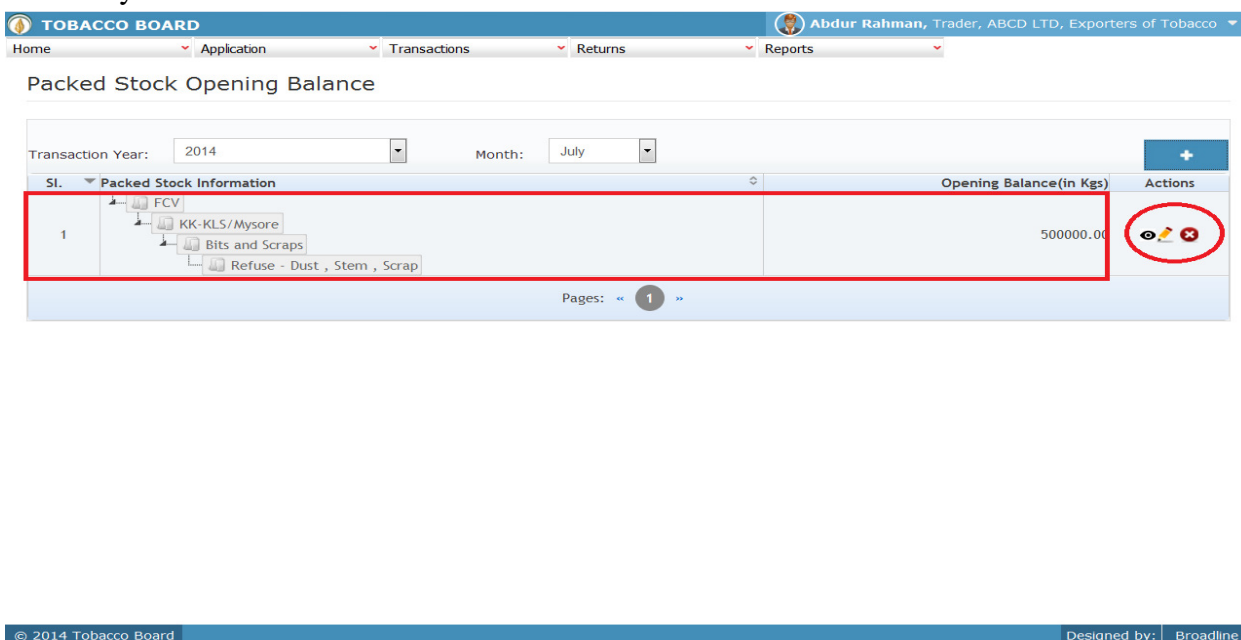 TOBACCO BOARD Abdur Rahman, Trader, ABCD LTD, Exporters of Tobacco
Home Application Transactions Returns Reports
Packed Stock Opening Balance
Transaction Year: 2014 Month: July +
Sl. Packed Stock Information Opening Balance(in Kgs) Actions
FCV
KK-KLS/Mysore
1 500000.00
Bits and Scraps
Refuse - Dust , Stem , Scrap
Pages: « 1 »
© 2014 Tobacco Board Designed by: Broadline